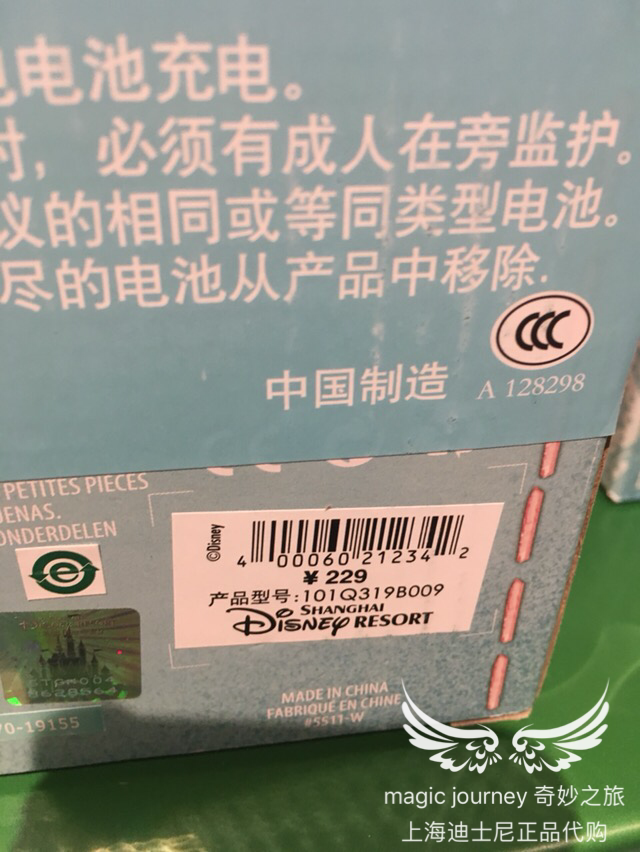 电池充电。
时，必须有成人在旁监护。
议的相同或等同类型电池。
尽的电池从产品中移除.
CCC
中国制造 A 128298
PETITES PIECES
ONDERDELEN
©Disney
4 00060 21234 2
¥ 229
产品型号:101Q319B009
SHANGHAI
Disney RESORT
e
70-19155
MADE IN CHINA
FABRIQUÉ EN CHINE
#5511-W
magic journey 奇妙之旅
上海迪士尼正品代购